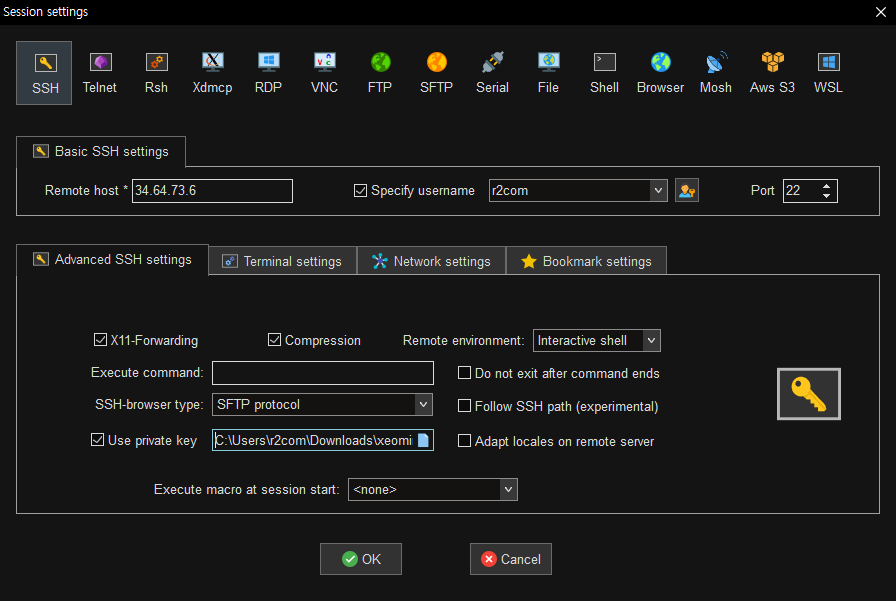 Session settings
SSH Telnet Rsh Xdmcp RDP VNC FTP SFTP Serial File Shell Browser Mosh Aws S3 WSL
Basic SSH settings
Remote host * 34.64.73.6 Specify username r2com Port 22
Advanced SSH settings Terminal settings Network settings Bookmark settings
X11-Forwarding Compression Remote environment: Interactive shell
Execute command: Do not exit after command ends
SSH-browser type: SFTP protocol Follow SSH path (experimental)
Use private key C:\Users\r2com\Downloads\xeomi Adapt locales on remote server
Execute macro at session start: <none>
OK Cancel